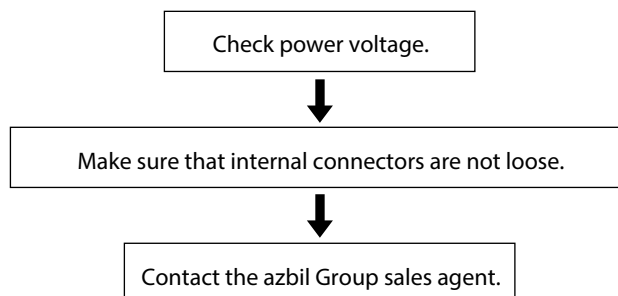 Check power voltage.
Make sure that internal connectors are not loose.
Contact the azbil Group sales agent.